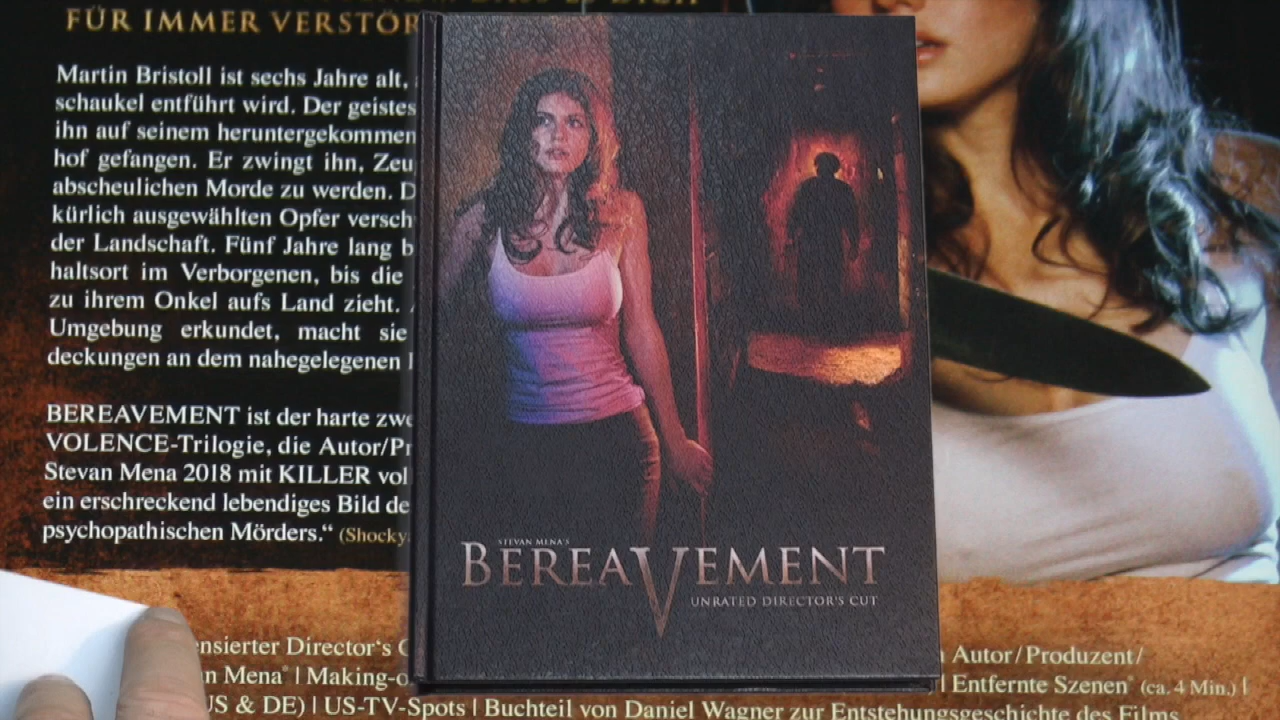 FÜR IMMER VERSTÖR
Martin Bristoll ist sechs Jahre alt,
schaukel entführt wird. Der geistes
ihn auf seinem heruntergekommen
hof gefangen. Er zwingt ihn, Zeu
abscheulichen Morde zu werden. D
kürlich ausgewählten Opfer versch
der Landschaft. Fünf Jahre lang b
haltsort im Verborgenen, bis die
zu ihrem Onkel aufs Land zieht.
Umgebung erkundet, macht sie
deckungen an dem nahegelegenen
BEREAVEMENT ist der harte zwe
VOLENCE-Trilogie, die Autor/Pr
Stevan Mena 2018 mit KILLER vol
ein erschreckend lebendiges Bild de
psychopathischen Mörders.“ (Shocky
STEVAN MENA'S
BEREAVEMENT
UNRATED DIRECTOR'S CUT
ensierter Director‘s C
n Autor/Produzent/
an Mena* | Making-o
| Entfernte Szenen* (ca. 4 Min.) |
US & DE) | US-TV-Spots | Buchteil von Daniel Wagner zur Entstehungsgeschichte des Films